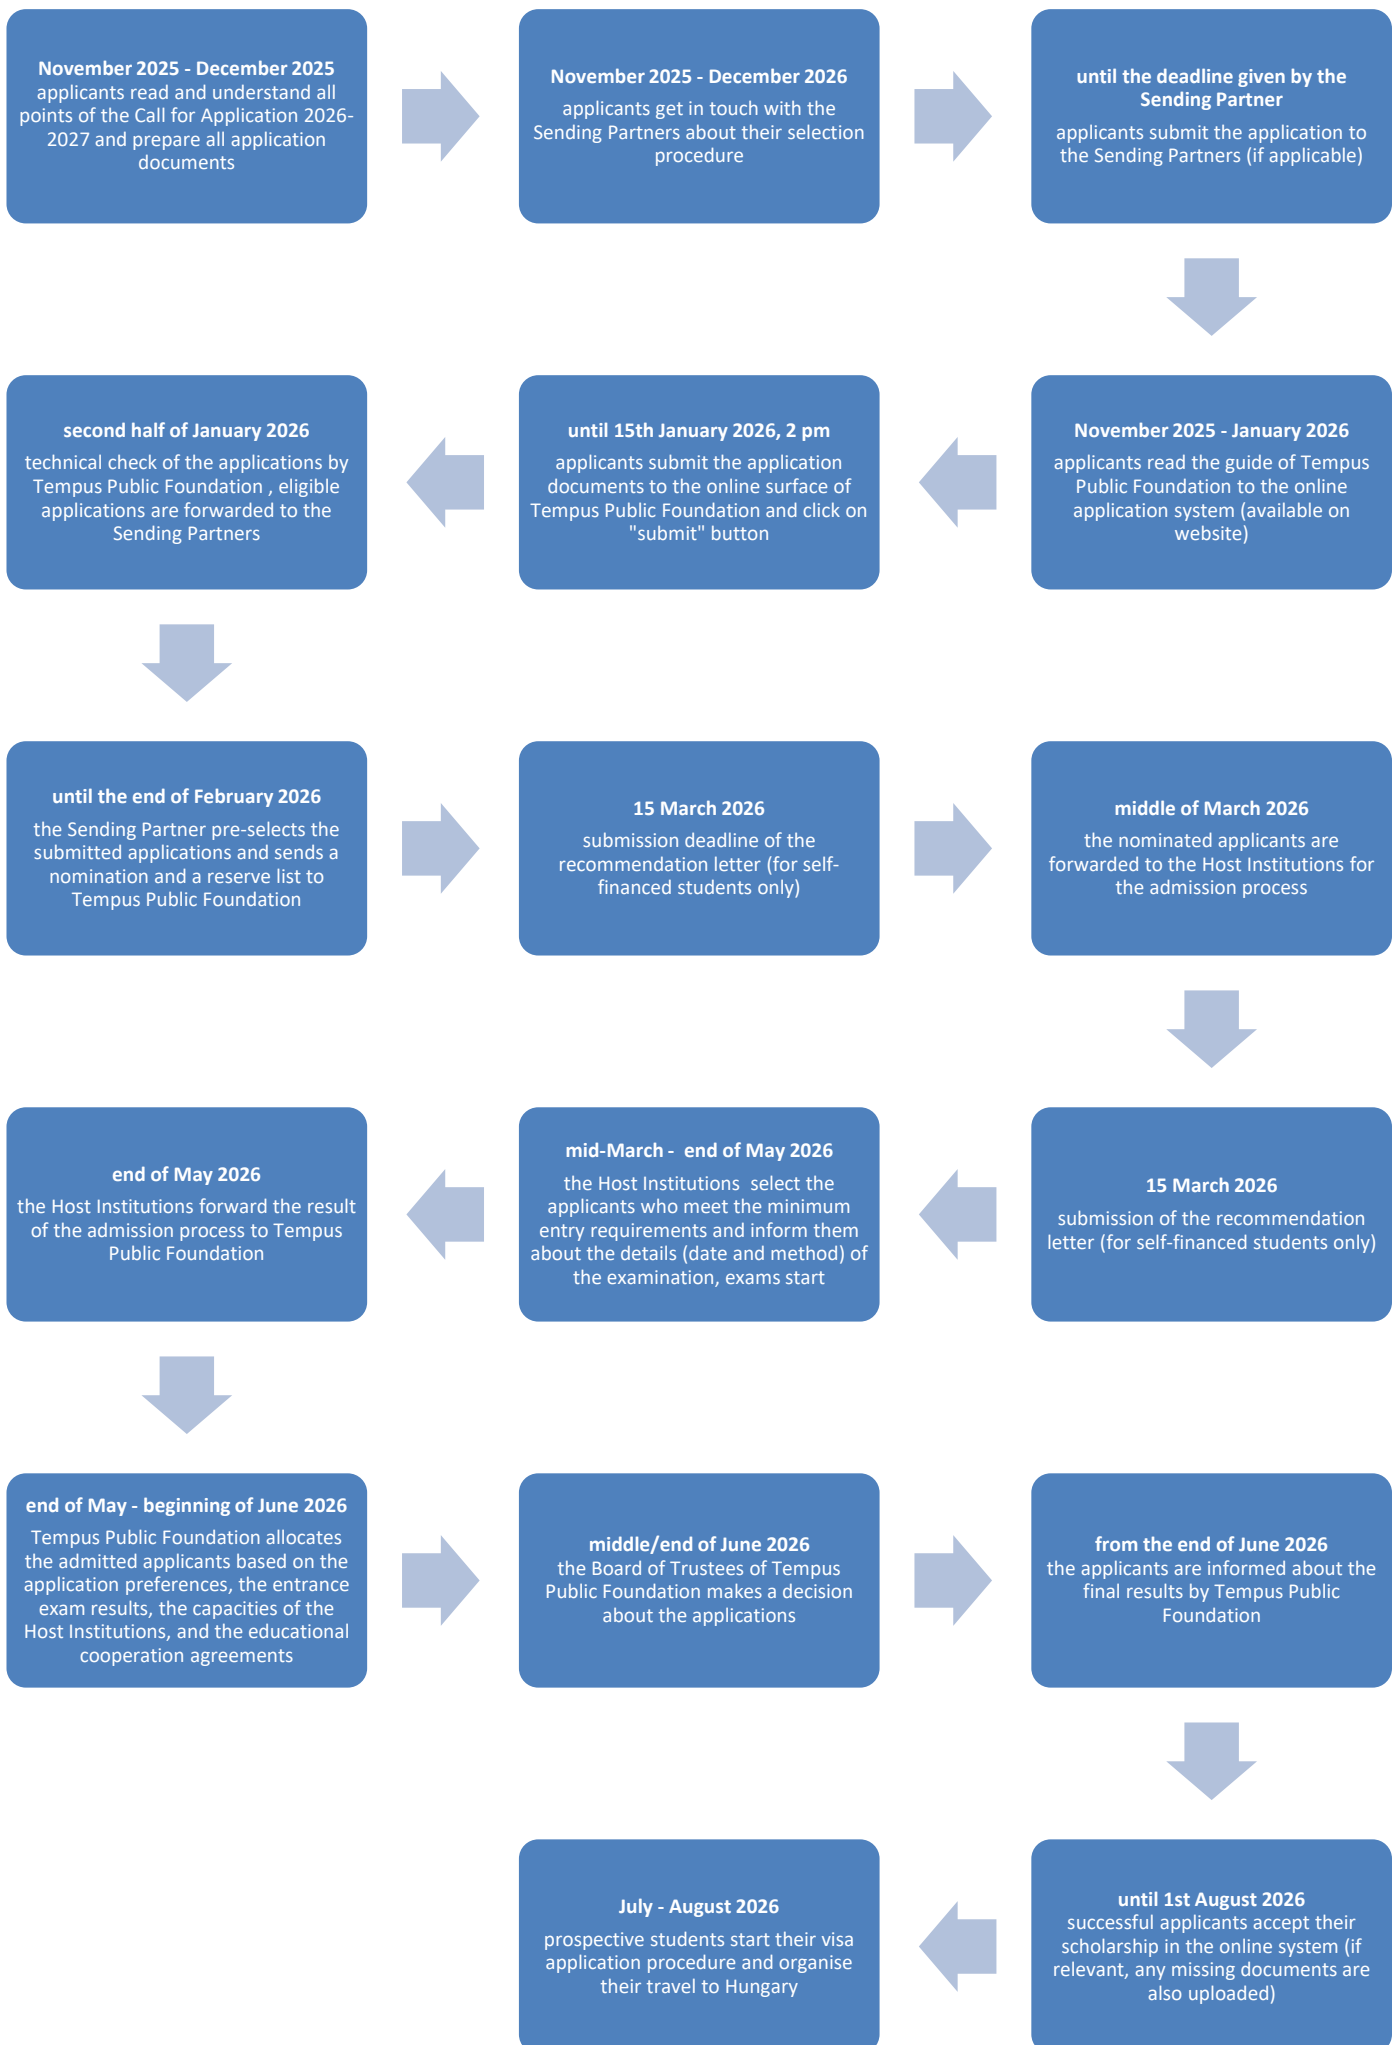 November 2025 - December 2025
applicants read and understand all
points of the Call for Application 2026-
2027 and prepare all application
documents
November 2025 - December 2026
applicants get in touch with the
Sending Partners about their selection
procedure
until the deadline given by the
Sending Partner
applicants submit the application to
the Sending Partners (if applicable)
November 2025 - January 2026
applicants read the guide of Tempus
Public Foundation to the online
application system (available on
website)
until 15th January 2026, 2 pm
applicants submit the application
documents to the online surface of
Tempus Public Foundation and click on
"submit" button
second half of January 2026
technical check of the applications by
Tempus Public Foundation , eligible
applications are forwarded to the
Sending Partners
until the end of February 2026
the Sending Partner pre-selects the
submitted applications and sends a
nomination and a reserve list to
Tempus Public Foundation
15 March 2026
submission deadline of the
recommendation letter (for self-
financed students only)
middle of March 2026
the nominated applicants are
forwarded to the Host Institutions for
the admission process
15 March 2026
submission of the recommendation
letter (for self-financed students only)
mid-March -  end of May 2026
the Host Institutions  select the
applicants who meet the minimum
entry requirements and inform them
about the details (date and method) of
the examination, exams start
end of May 2026
the Host Institutions forward the result
of the admission process to Tempus
Public Foundation
end of May - beginning of June 2026
Tempus Public Foundation allocates
the admitted applicants based on the
application preferences, the entrance
exam results, the capacities of the
Host Institutions, and the educational
cooperation agreements
middle/end of June 2026
the Board of Trustees of Tempus
Public Foundation makes a decision
about the applications
from the end of June 2026
the applicants are informed about the
final results by Tempus Public
Foundation
until 1st August 2026
successful applicants accept their
scholarship in the online system (if
relevant, any missing documents are
also uploaded)
July - August 2026
prospective students start their visa
application procedure and organise
their travel to Hungary